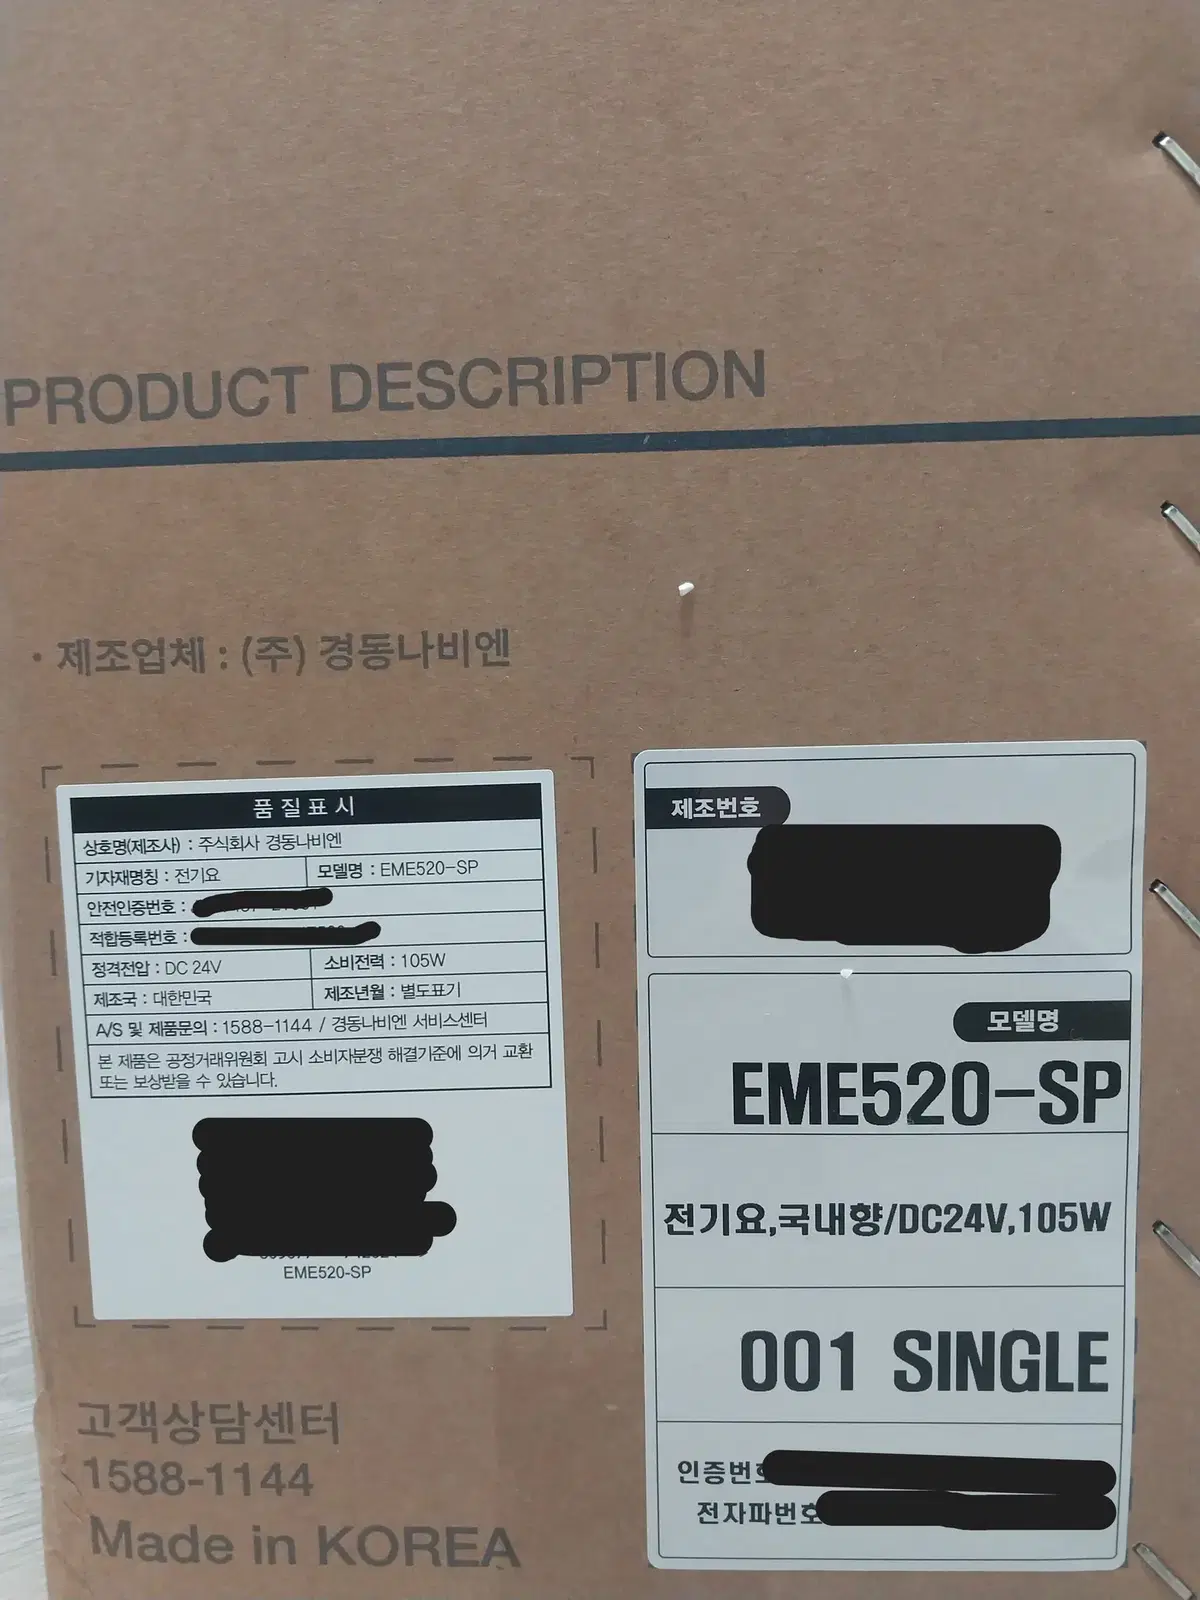 PRODUCT DESCRIPTION
· 제조업체 : (주) 경동나비엔
품질표시
상호명(제조사) : 주식회사 경동나비엔
기자재명칭 : 전기요 모델명 : EME520-SP
안전인증번호 :
적합등록번호 :
정격전압 : DC 24V 소비전력 : 105W
제조국 : 대한민국 제조년월 : 별도표기
A/S 및 제품문의 : 1588-1144 / 경동나비엔 서비스센터
본 제품은 공정거래위원회 고시 소비자분쟁 해결기준에 의거 교환
또는 보상받을 수 있습니다.
EME520-SP
고객상담센터
1588-1144
Made in KOREA
제조번호
모델명
EME520-SP
전기요,국내향/DC24V,105W
001 SINGLE
인증번호
전자파번호